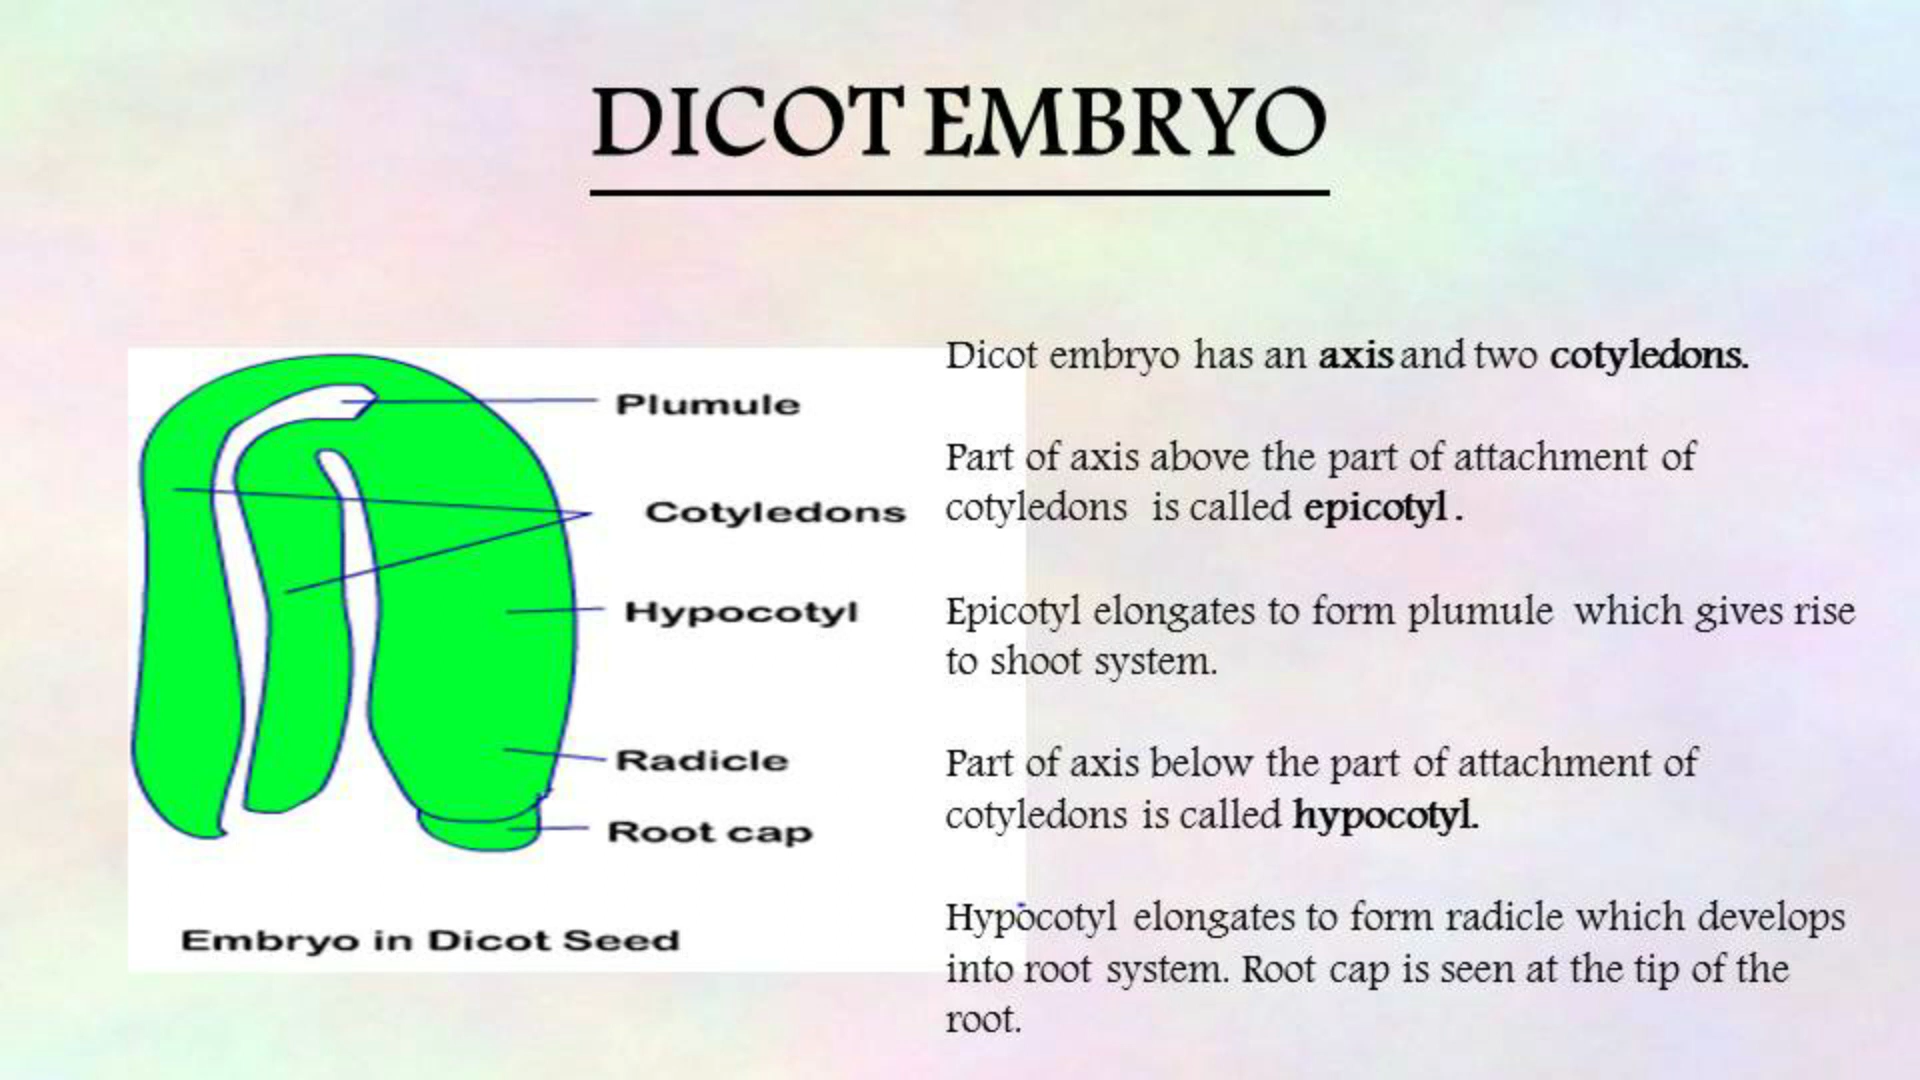 DICOT EMBRYO
Plumule
Cotyledons
Hypocotyl
Radicle
Root cap
Embryo in Dicot Seed
Dicot embryo has an axis and two cotyledons.
Part of axis above the part of attachment of
cotyledons is called epicotyl .
Epicotyl elongates to form plumule which gives rise
to shoot system.
Part of axis below the part of attachment of
cotyledons is called hypocotyl.
Hypocotyl elongates to form radicle which develops
into root system. Root cap is seen at the tip of the
root.